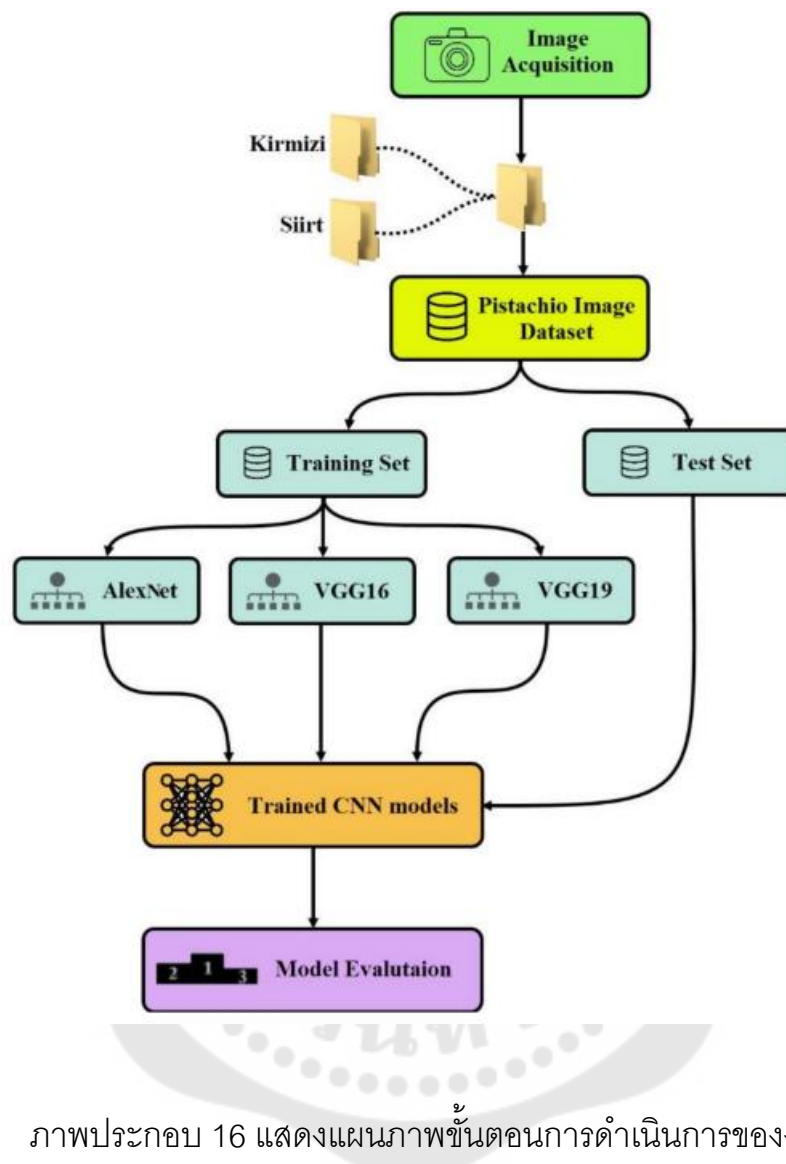 Image
Acquisition
Kirmizi
Siirt
Pistachio Image
Dataset
Training Set
Test Set
AlexNet
VGG16
VGG19
Trained CNN models
2 1 3
Model Evalutaion
ภาพประกอบ 16 แสดงแผนภาพขั้นตอนการดำเนินการของ